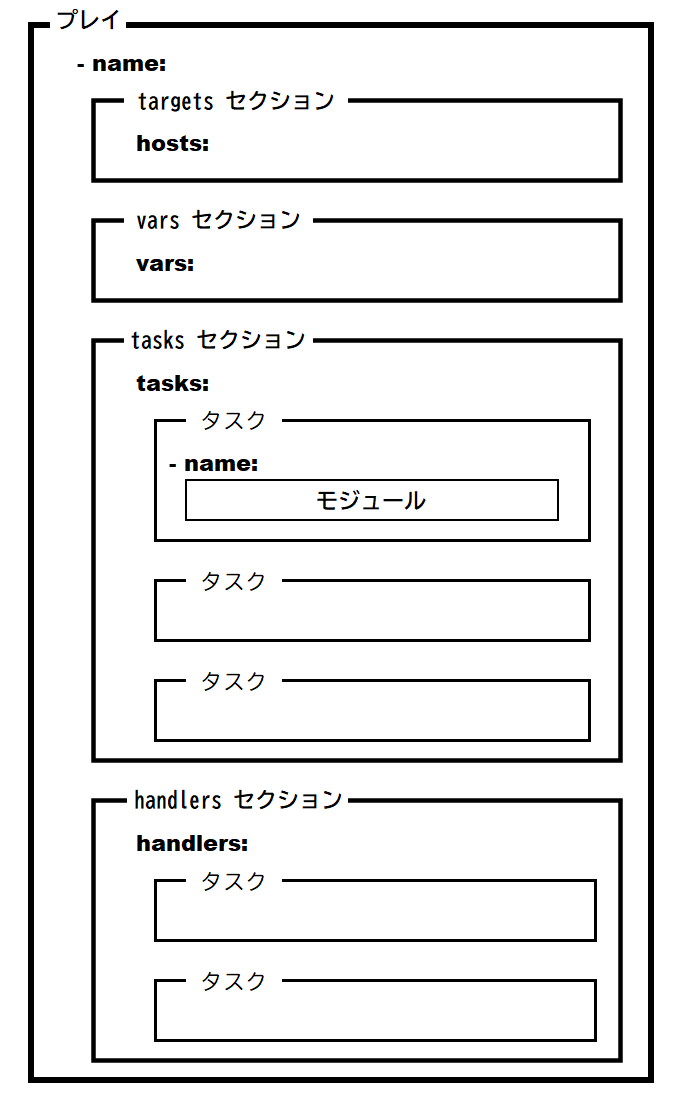 プレイ
- name:
targets セクション
hosts:
vars セクション
vars:
tasks セクション
tasks:
タスク
- name:
モジュール
タスク
タスク
handlers セクション
handlers:
タスク
タスク